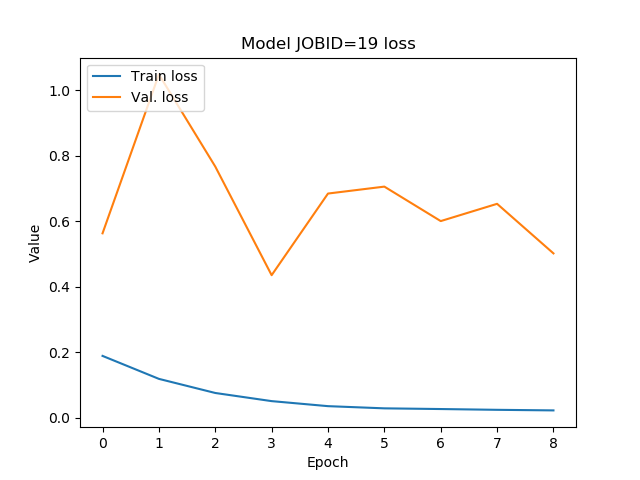 Model JOBID=19 loss
Train loss
Val. loss
1.0
0.8
0.6
0.4
0.2
0.0
Value
0 1 2 3 4 5 6 7 8
Epoch